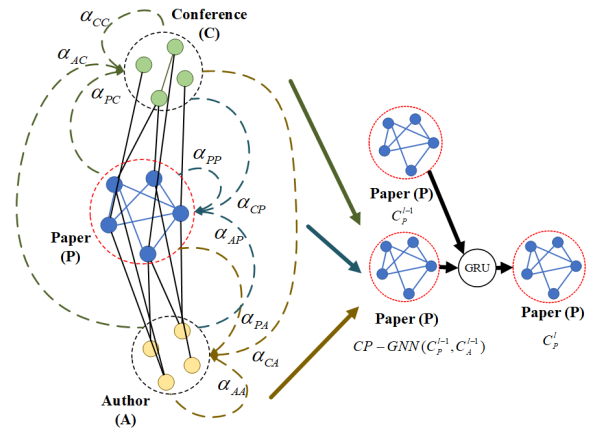 α_CC
Conference
(C)
α_AC
α_PC
α_PP
α_CP
α_AP
Paper
(P)
α_PA
α_CA
α_AA
Author
(A)
Paper (P)
C_P^{l-1}
GRU
Paper (P)
CP − GNN(C_P^{l-1}, C_A^{l-1})
Paper (P)
C_P^l